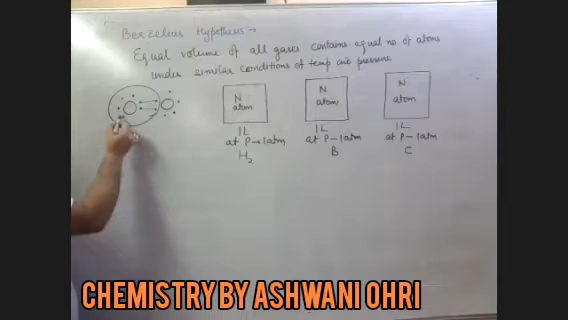 Berzelius Hypothesis :-
Equal volume of all gases contains equal no of atoms
under similar conditions of temp and pressure
N N N
atom atoms atom
1L 1L 1L
at P-1atm at P-1atm at P-1atm
H2 B C
CHEMISTRY BY ASHWANI OHRI